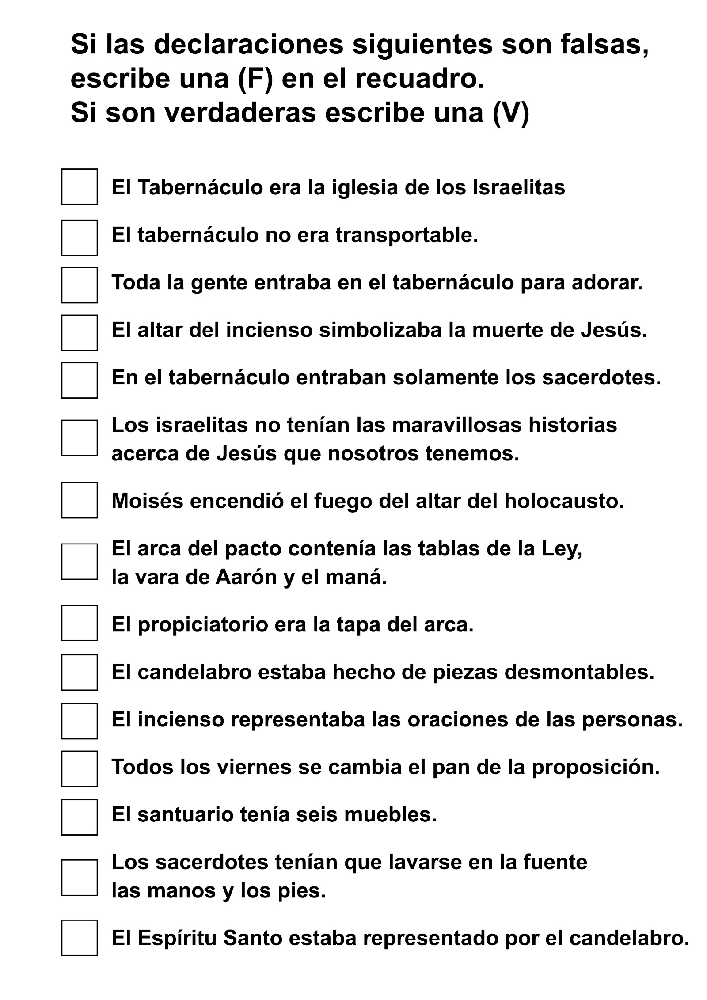 Si las declaraciones siguientes son falsas,
escribe una (F) en el recuadro.
Si son verdaderas escribe una (V)
El Tabernáculo era la iglesia de los Israelitas
El tabernáculo no era transportable.
Toda la gente entraba en el tabernáculo para adorar.
El altar del incienso simbolizaba la muerte de Jesús.
En el tabernáculo entraban solamente los sacerdotes.
Los israelitas no tenían las maravillosas historias
acerca de Jesús que nosotros tenemos.
Moisés encendió el fuego del altar del holocausto.
El arca del pacto contenía las tablas de la Ley,
la vara de Aarón y el maná.
El propiciatorio era la tapa del arca.
El candelabro estaba hecho de piezas desmontables.
El incienso representaba las oraciones de las personas.
Todos los viernes se cambia el pan de la proposición.
El santuario tenía seis muebles.
Los sacerdotes tenían que lavarse en la fuente
las manos y los pies.
El Espíritu Santo estaba representado por el candelabro.